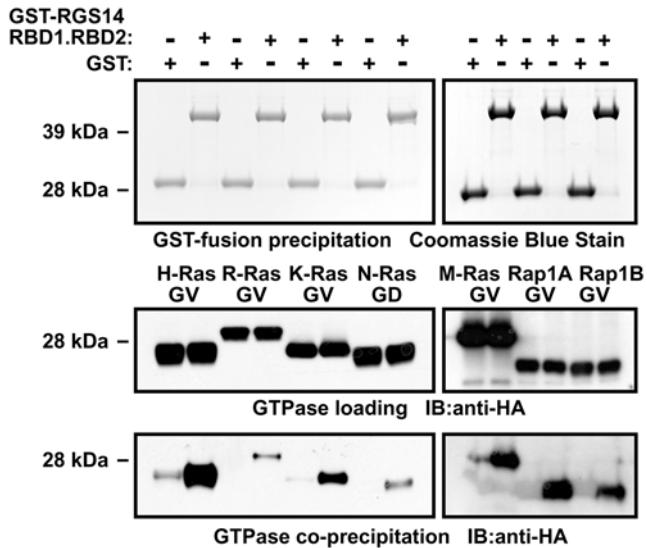 GST-RGS14
RBD1.RBD2: - + - + - + - + - + - + - +
GST: + - + - + - + - + - + - + -
39 kDa –
28 kDa –
GST-fusion precipitation Coomassie Blue Stain
H-Ras R-Ras K-Ras N-Ras M-Ras Rap1A Rap1B
GV GV GV GD GV GV GV
28 kDa –
GTPase loading IB:anti-HA
28 kDa –
GTPase co-precipitation IB:anti-HA